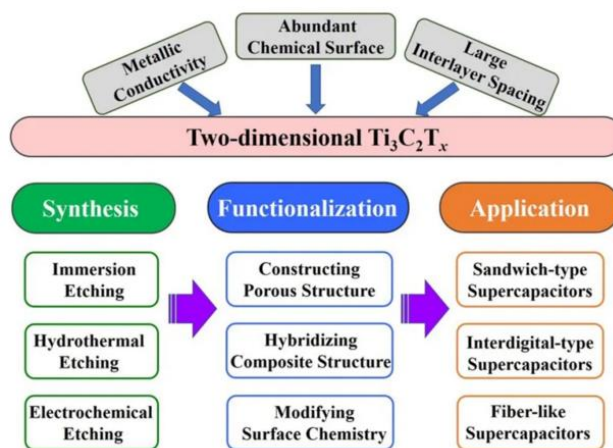 Metallic
Conductivity
Abundant
Chemical Surface
Large
Interlayer Spacing
Two-dimensional Ti₃C₂Tₓ
Synthesis
Functionalization
Application
Immersion
Etching
Constructing
Porous Structure
Sandwich-type
Supercapacitors
Hydrothermal
Etching
Hybridizing
Composite Structure
Interdigital-type
Supercapacitors
Electrochemical
Etching
Modifying
Surface Chemistry
Fiber-like
Supercapacitors